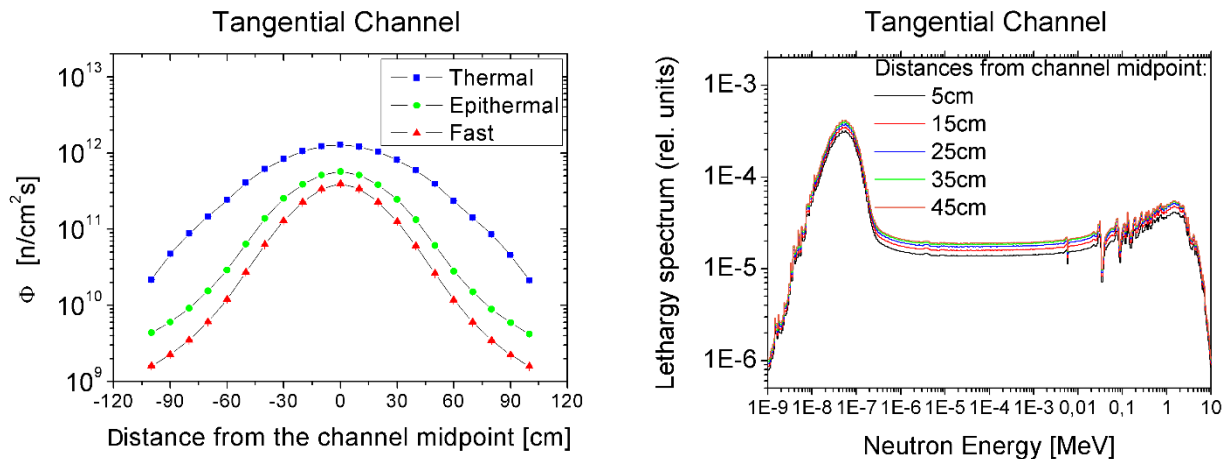 Tangential Channel
10^13
10^12
10^11
10^10
10^9
Φ [n/cm^2s]
Thermal
Epithermal
Fast
-120 -90 -60 -30 0 30 60 90 120
Distance from the channel midpoint [cm]
Tangential Channel
1E-3
1E-4
1E-5
1E-6
Lethargy spectrum (rel. units)
Distances from channel midpoint:
5cm
15cm
25cm
35cm
45cm
1E-9 1E-8 1E-7 1E-6 1E-5 1E-4 1E-3 0,01 0,1 1 10
Neutron Energy [MeV]